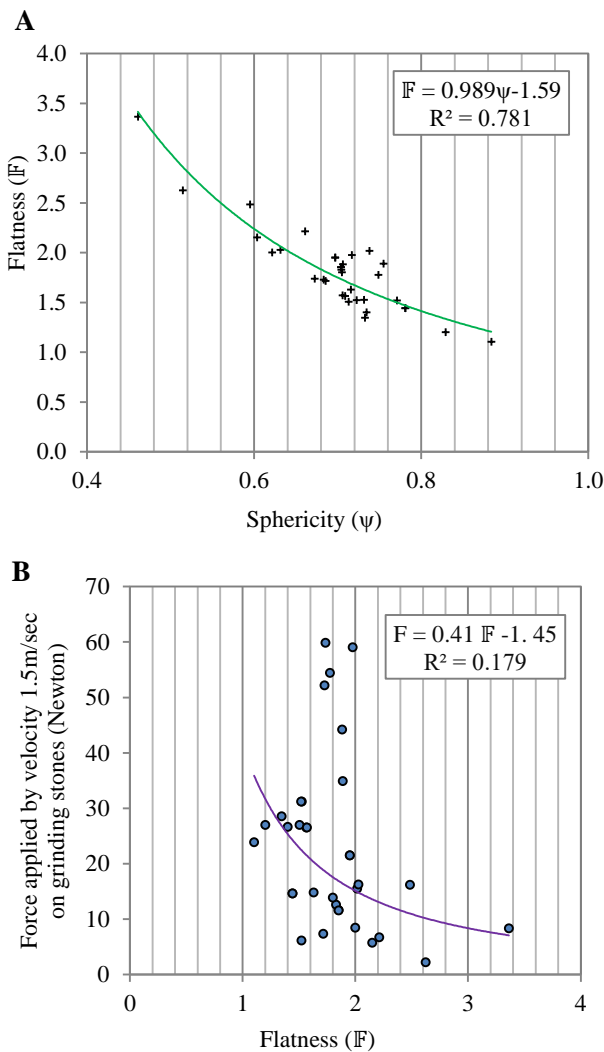 A
4.0
3.5
3.0
2.5
2.0
1.5
1.0
0.5
0.0
Flatness (𝔽)
𝔽 = 0.989ψ-1.59
R² = 0.781
0.4 0.6 0.8 1.0
Sphericity (ψ)
B
70
60
50
40
30
20
10
0
Force applied by velocity 1.5m/sec
on grinding stones (Newton)
F = 0.41 𝔽 -1. 45
R² = 0.179
0 1 2 3 4
Flatness (𝔽)